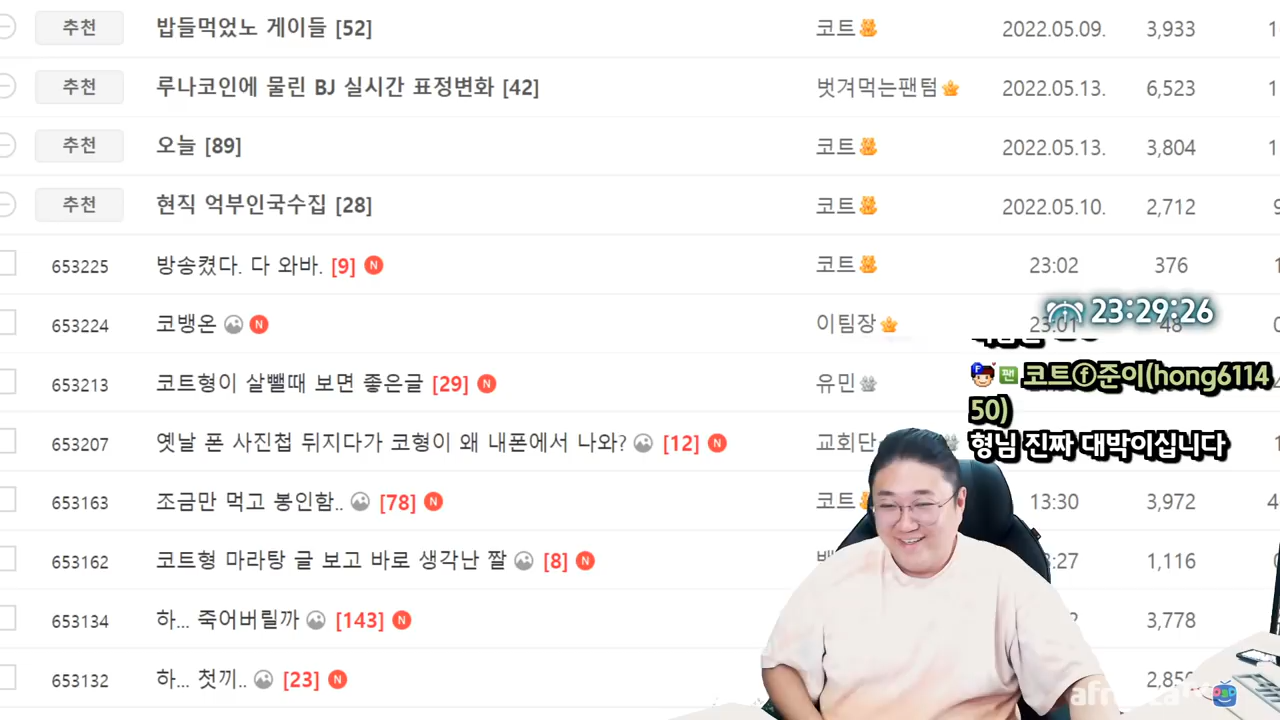 추천 밥들먹었노 게이들 [52] 코트 2022.05.09. 3,933
추천 루나코인에 물린 BJ 실시간 표정변화 [42] 벗겨먹는팬텀 2022.05.13. 6,523
추천 오늘 [89] 코트 2022.05.13. 3,804
추천 현직 억부인국수집 [28] 코트 2022.05.10. 2,712
653225 방송켰다. 다 와바. [9] N 코트 23:02 376
653224 코뱅온 N 이팀장 23:01 48
23:29:26
653213 코트형이 살뺄때 보면 좋은글 [29] N 유민
팬 코트ⓕ준이(hong6114
50)
형님 진짜 대박이십니다
653207 옛날 폰 사진첩 뒤지다가 코형이 왜 내폰에서 나와? [12] N 교회단
653163 조금만 먹고 봉인함.. [78] N 코트 13:30 3,972
653162 코트형 마라탕 글 보고 바로 생각난 짤 [8] N :27 1,116
653134 하... 죽어버릴까 [143] N 3,778
653132 하... 첫끼.. [23] N